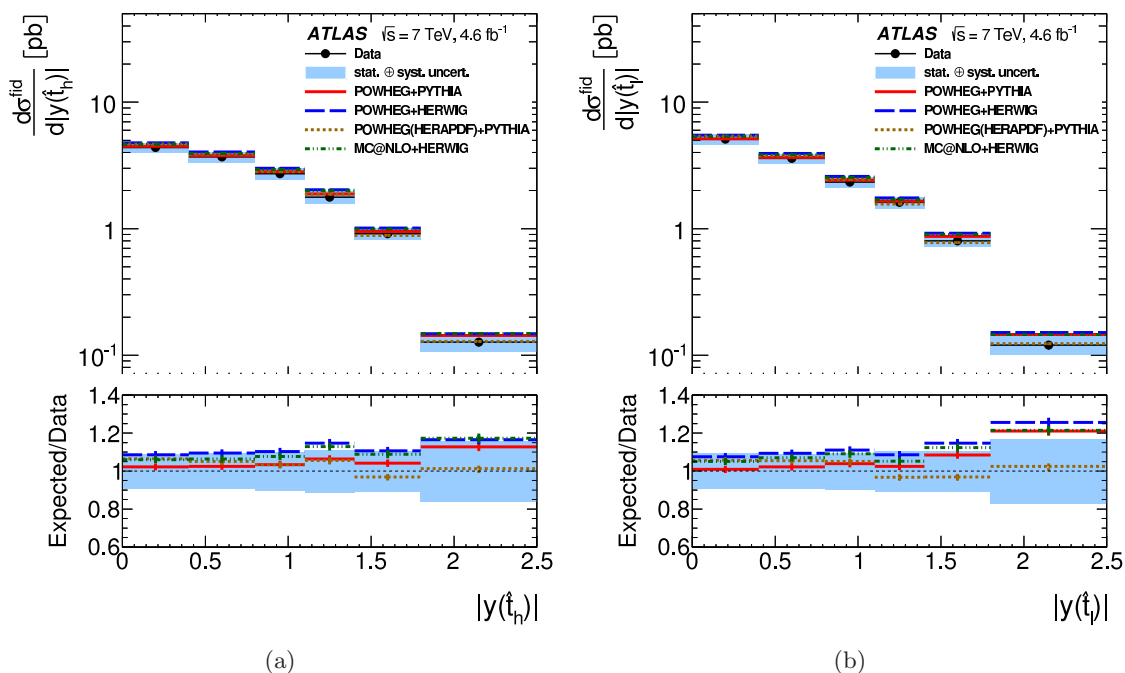 ATLAS √s = 7 TeV, 4.6 fb⁻¹
Data
stat. ⊕ syst. uncert.
POWHEG+PYTHIA
POWHEG+HERWIG
POWHEG(HERAPDF)+PYTHIA
MC@NLO+HERWIG
dσ^fid / d|y(t̂_h)| [pb]
10
1
10⁻¹
Expected/Data
1.4
1.2
1
0.8
0.6
0 0.5 1 1.5 2 2.5
|y(t̂_h)|
(a)
ATLAS √s = 7 TeV, 4.6 fb⁻¹
Data
stat. ⊕ syst. uncert.
POWHEG+PYTHIA
POWHEG+HERWIG
POWHEG(HERAPDF)+PYTHIA
MC@NLO+HERWIG
dσ^fid / d|y(t̂_l)| [pb]
10
1
10⁻¹
Expected/Data
1.4
1.2
1
0.8
0.6
0 0.5 1 1.5 2 2.5
|y(t̂_l)|
(b)